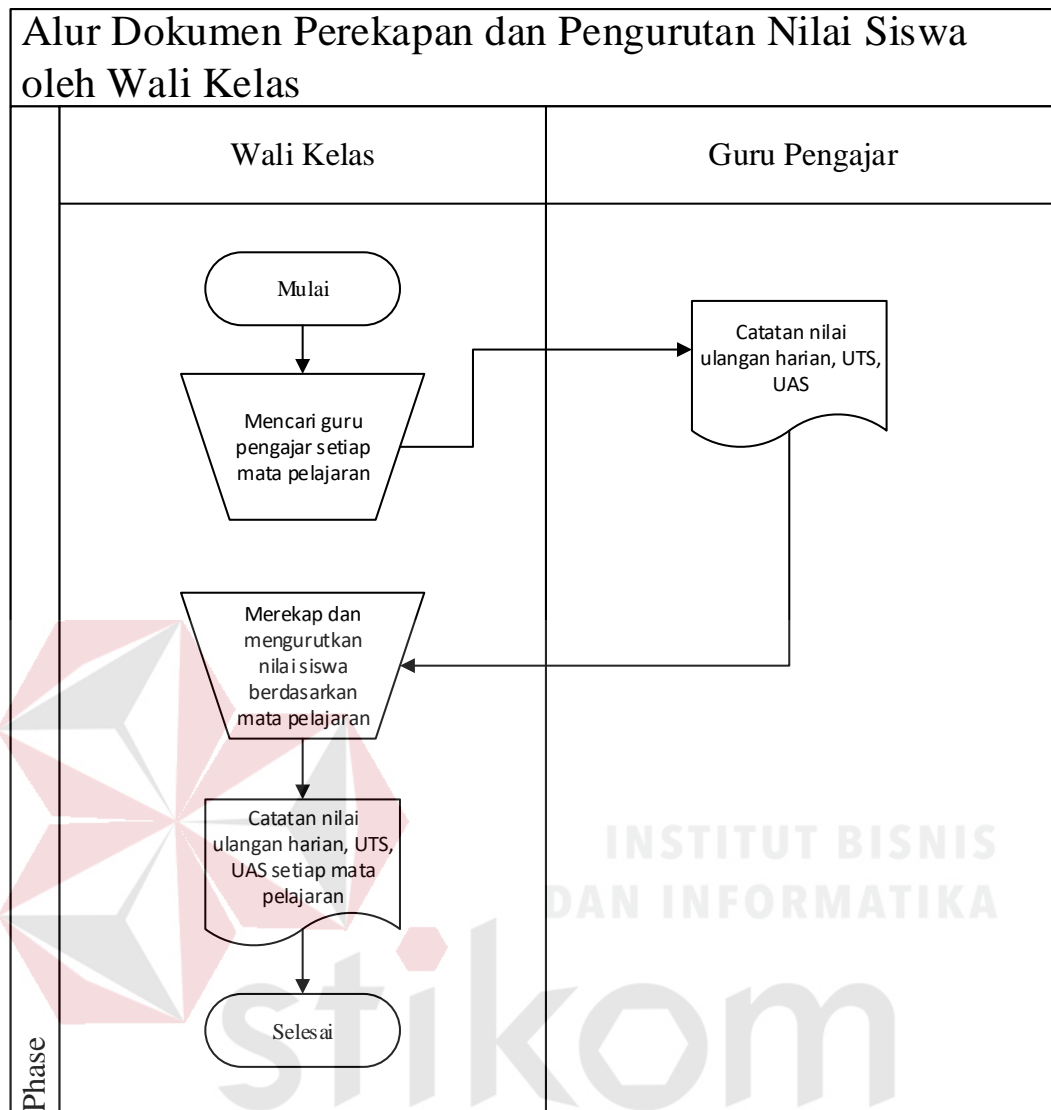 Alur Dokumen Perekapan dan Pengurutan Nilai Siswa
oleh Wali Kelas
Wali Kelas
Guru Pengajar
Mulai
Mencari guru
pengajar setiap
mata pelajaran
Catatan nilai
ulangan harian, UTS,
UAS
Merekap dan
mengurutkan
nilai siswa
berdasarkan
mata pelajaran
Catatan nilai
ulangan harian, UTS,
UAS setiap mata
pelajaran
Selesai
Phase
INSTITUT BISNIS
DAN INFORMATIKA
stikom